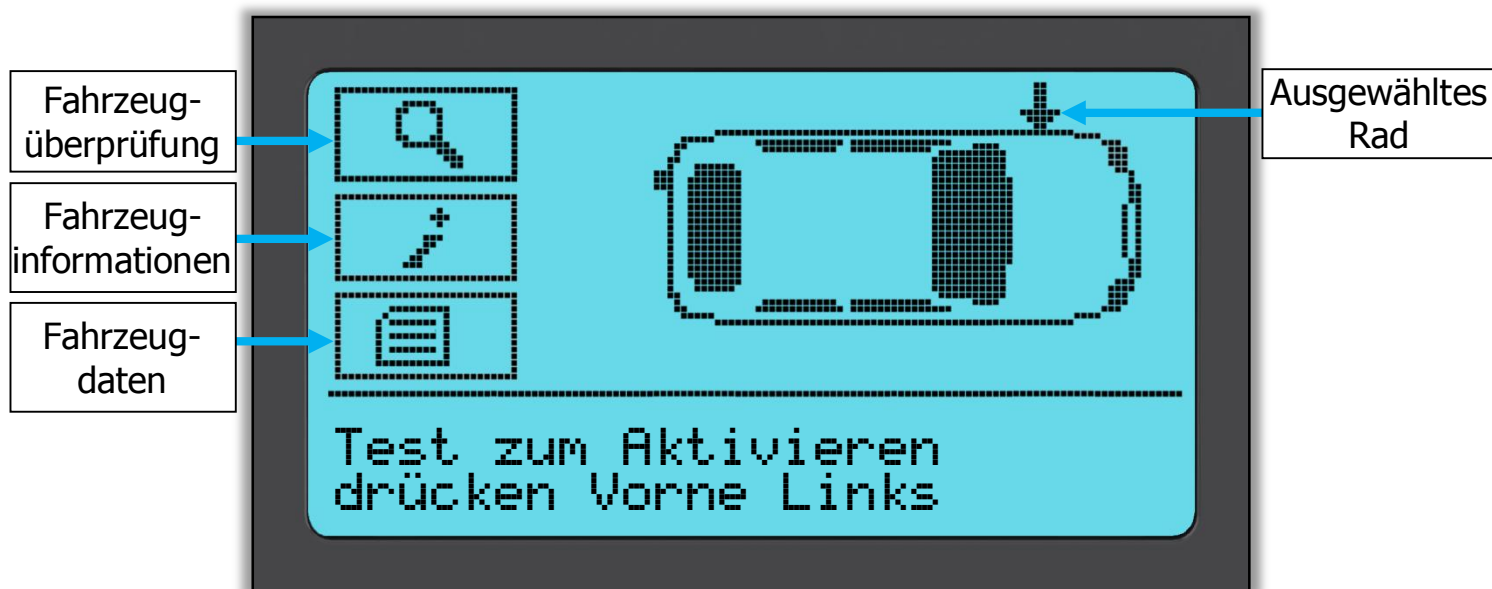 Fahrzeug-
überprüfung
Fahrzeug-
informationen
Fahrzeug-
daten
Ausgewähltes
Rad
Test zum Aktivieren
drücken Vorne Links